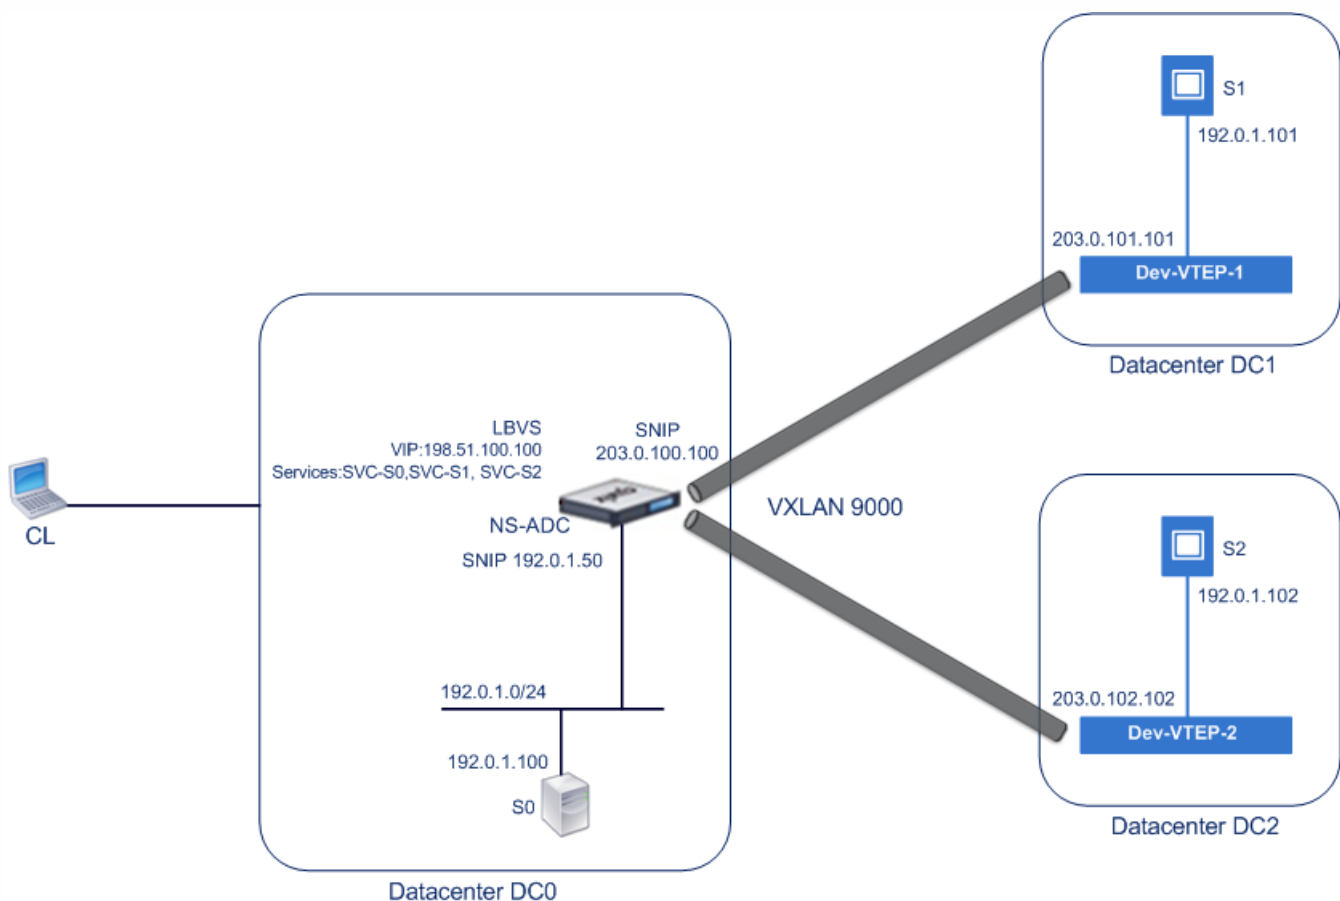 S1
192.0.1.101
203.0.101.101
Dev-VTEP-1
Datacenter DC1
LBVS
VIP:198.51.100.100
Services:SVC-S0,SVC-S1, SVC-S2
SNIP
203.0.100.100
NS-ADC
SNIP 192.0.1.50
VXLAN 9000
CL
S2
192.0.1.102
203.0.102.102
Dev-VTEP-2
Datacenter DC2
192.0.1.0/24
192.0.1.100
S0
Datacenter DC0